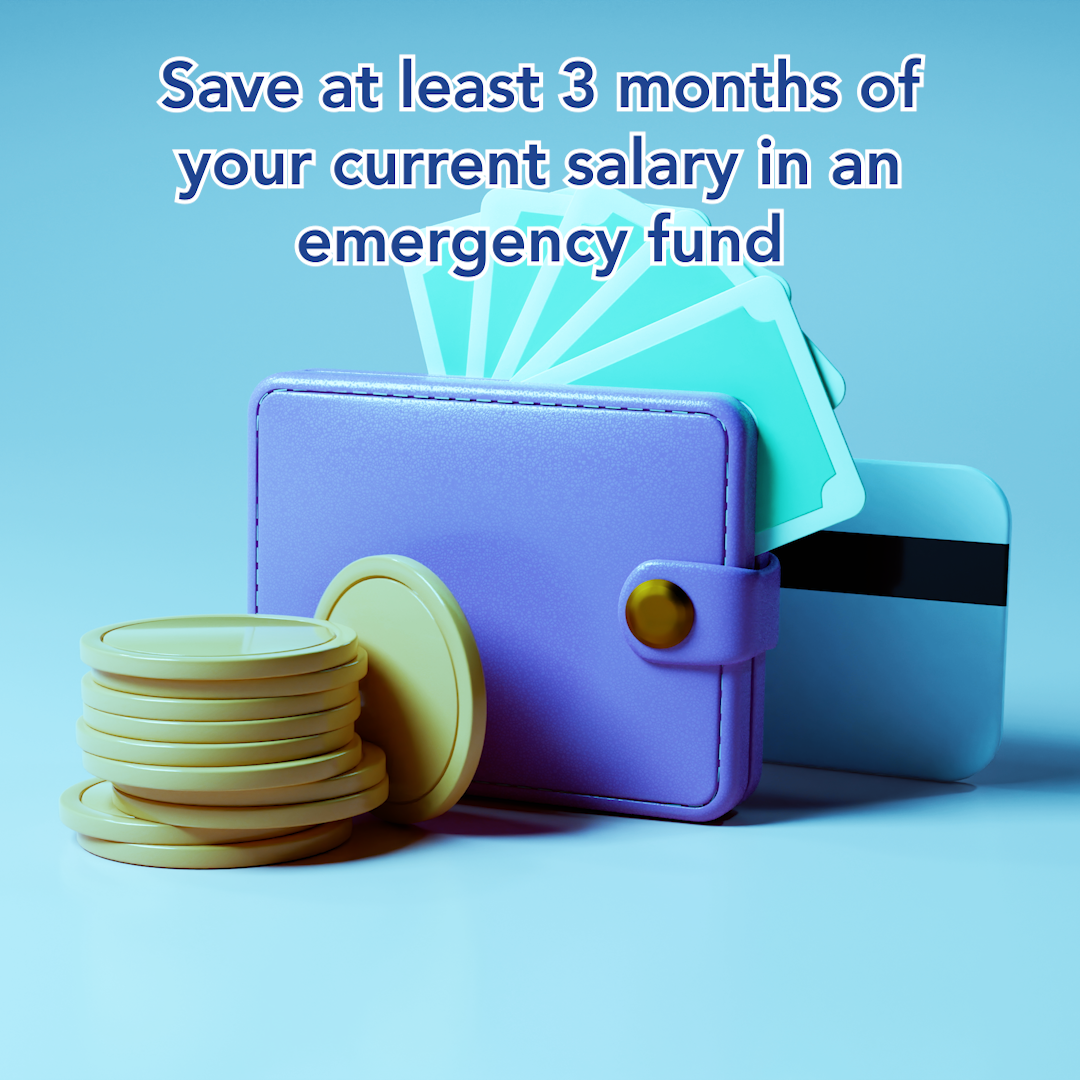 Save at least 3 months of
your current salary in an
emergency fund